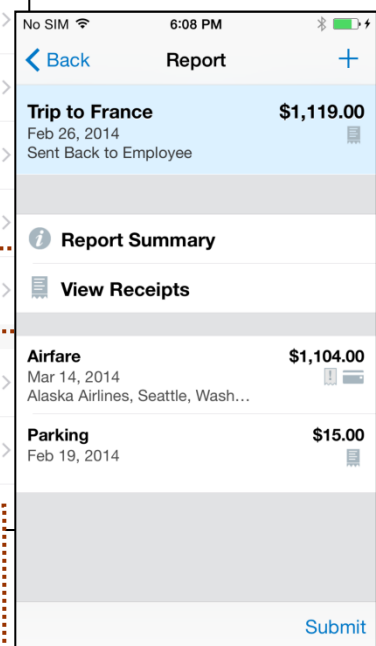 No SIM 6:08 PM
Back Report +
Trip to France $1,119.00
Feb 26, 2014
Sent Back to Employee
Report Summary
View Receipts
Airfare $1,104.00
Mar 14, 2014
Alaska Airlines, Seattle, Wash…
Parking $15.00
Feb 19, 2014
Submit